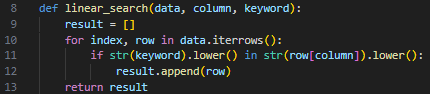 8 def linear_search(data, column, keyword):
9     result = []
10     for index, row in data.iterrows():
11         if str(keyword).lower() in str(row[column]).lower():
12             result.append(row)
13     return result